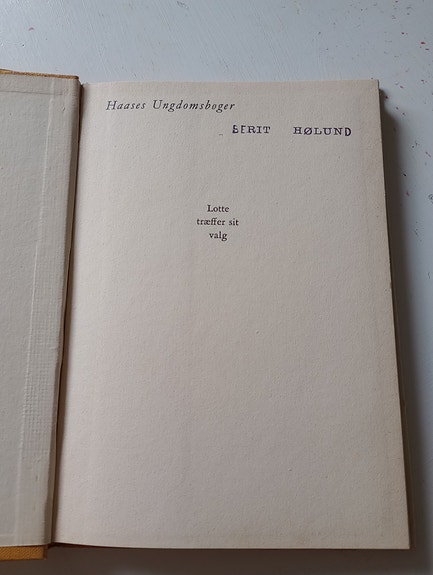 Haases Ungdomsbøger
BERIT HØLUND
Lotte
træffer sit
valg